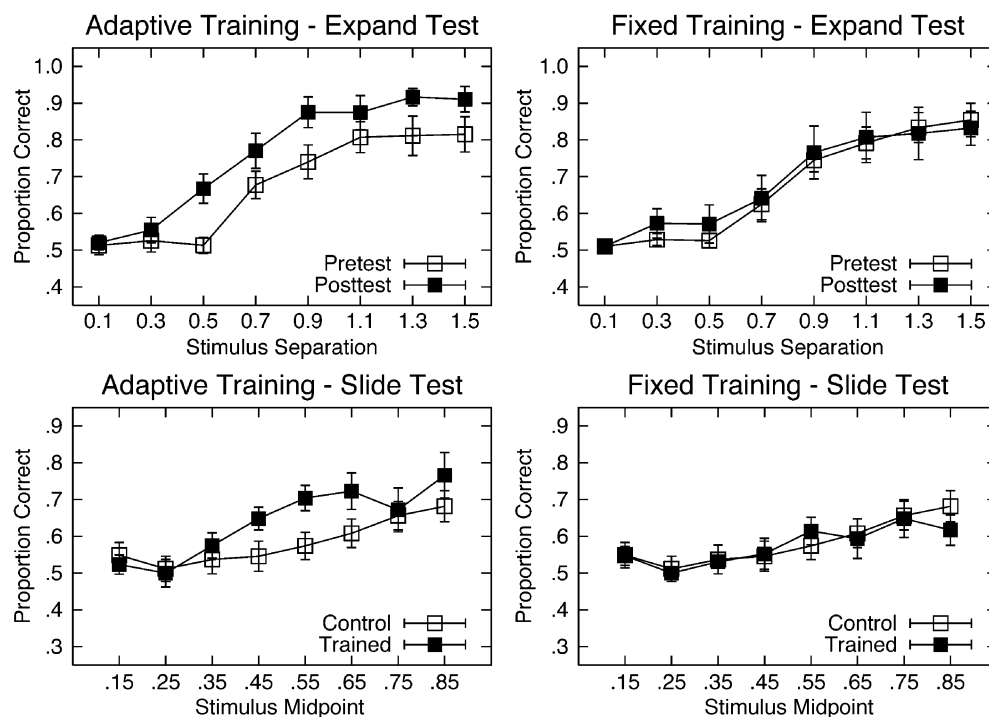 Adaptive Training - Expand Test
Proportion Correct
1.0
.9
.8
.7
.6
.5
.4
Pretest
Posttest
0.1 0.3 0.5 0.7 0.9 1.1 1.3 1.5
Stimulus Separation
Fixed Training - Expand Test
Proportion Correct
1.0
.9
.8
.7
.6
.5
.4
Pretest
Posttest
0.1 0.3 0.5 0.7 0.9 1.1 1.3 1.5
Stimulus Separation
Adaptive Training - Slide Test
Proportion Correct
.9
.8
.7
.6
.5
.4
.3
Control
Trained
.15 .25 .35 .45 .55 .65 .75 .85
Stimulus Midpoint
Fixed Training - Slide Test
Proportion Correct
.9
.8
.7
.6
.5
.4
.3
Control
Trained
.15 .25 .35 .45 .55 .65 .75 .85
Stimulus Midpoint